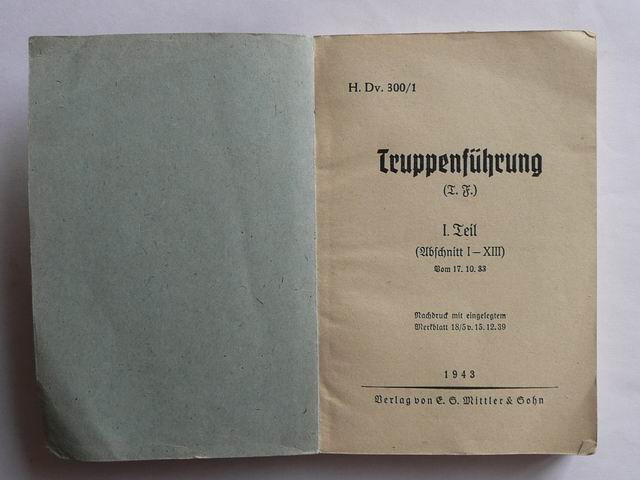 H. Dv. 300/1
Truppenführung
(T. F.)
I. Teil
(Abschnitt I–XIII)
Vom 17. 10. 33
Nachdruck mit eingelegtem
Merkblatt 18/5 v. 15. 12. 39
1943
Verlag von E. S. Mittler & Sohn